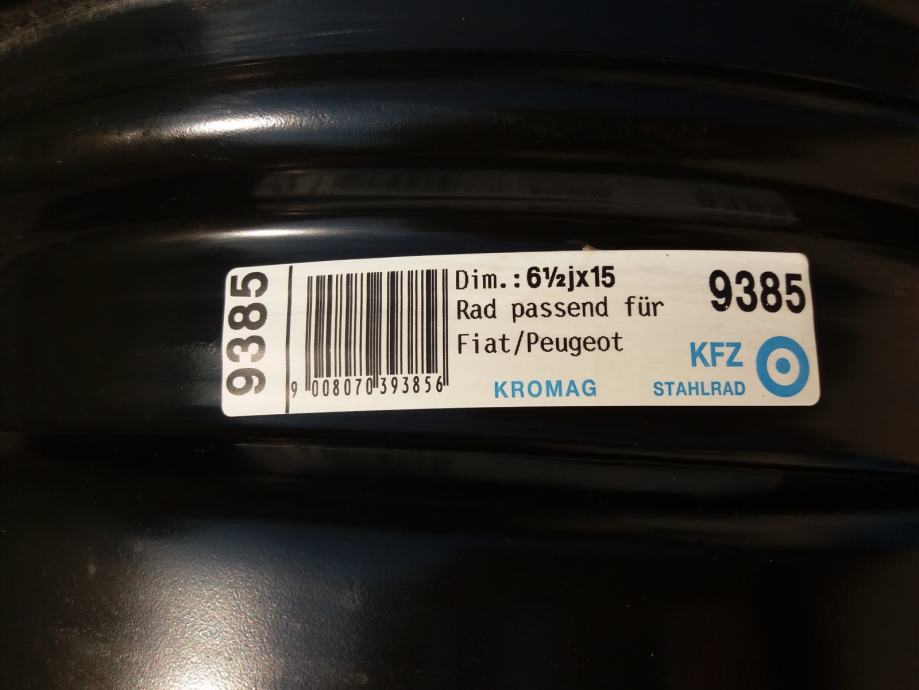 9385
9 008070 393856
Dim.: 6½jx15
Rad passend für
Fiat/Peugeot
KROMAG
9385
KFZ
STAHLRAD